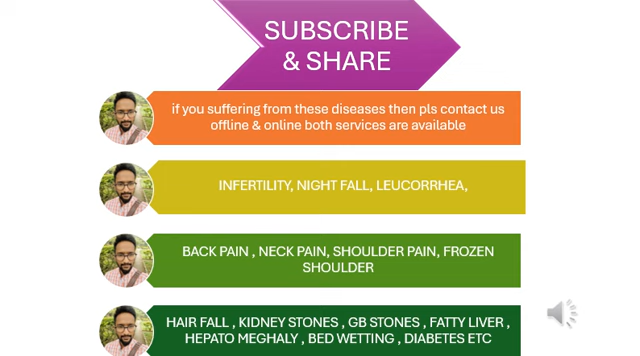 SUBSCRIBE
& SHARE
if you suffering from these diseases then pls contact us
offline & online both services are available
INFERTILITY, NIGHT FALL, LEUCORRHEA,
BACK PAIN , NECK PAIN, SHOULDER PAIN, FROZEN
SHOULDER
HAIR FALL , KIDNEY STONES , GB STONES , FATTY LIVER ,
HEPATO MEGHALY , BED WETTING , DIABETES ETC